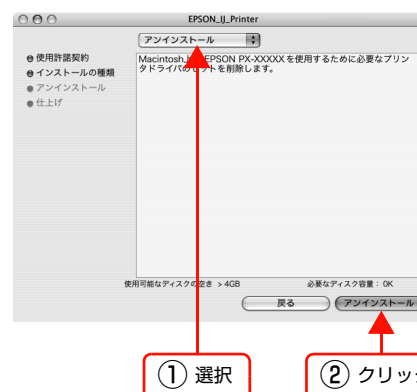 EPSON_IJ_Printer
アンインストール
使用許諾契約
インストールの種類
アンインストール
仕上げ
Macintosh EPSON PX-XXXXX を使用するために必要なプリン
タドライバの セットを削除します。
使用可能なディスクの空き > 4GB
必要なディスク容量： OK
戻る
アンインストール
① 選択
② クリック